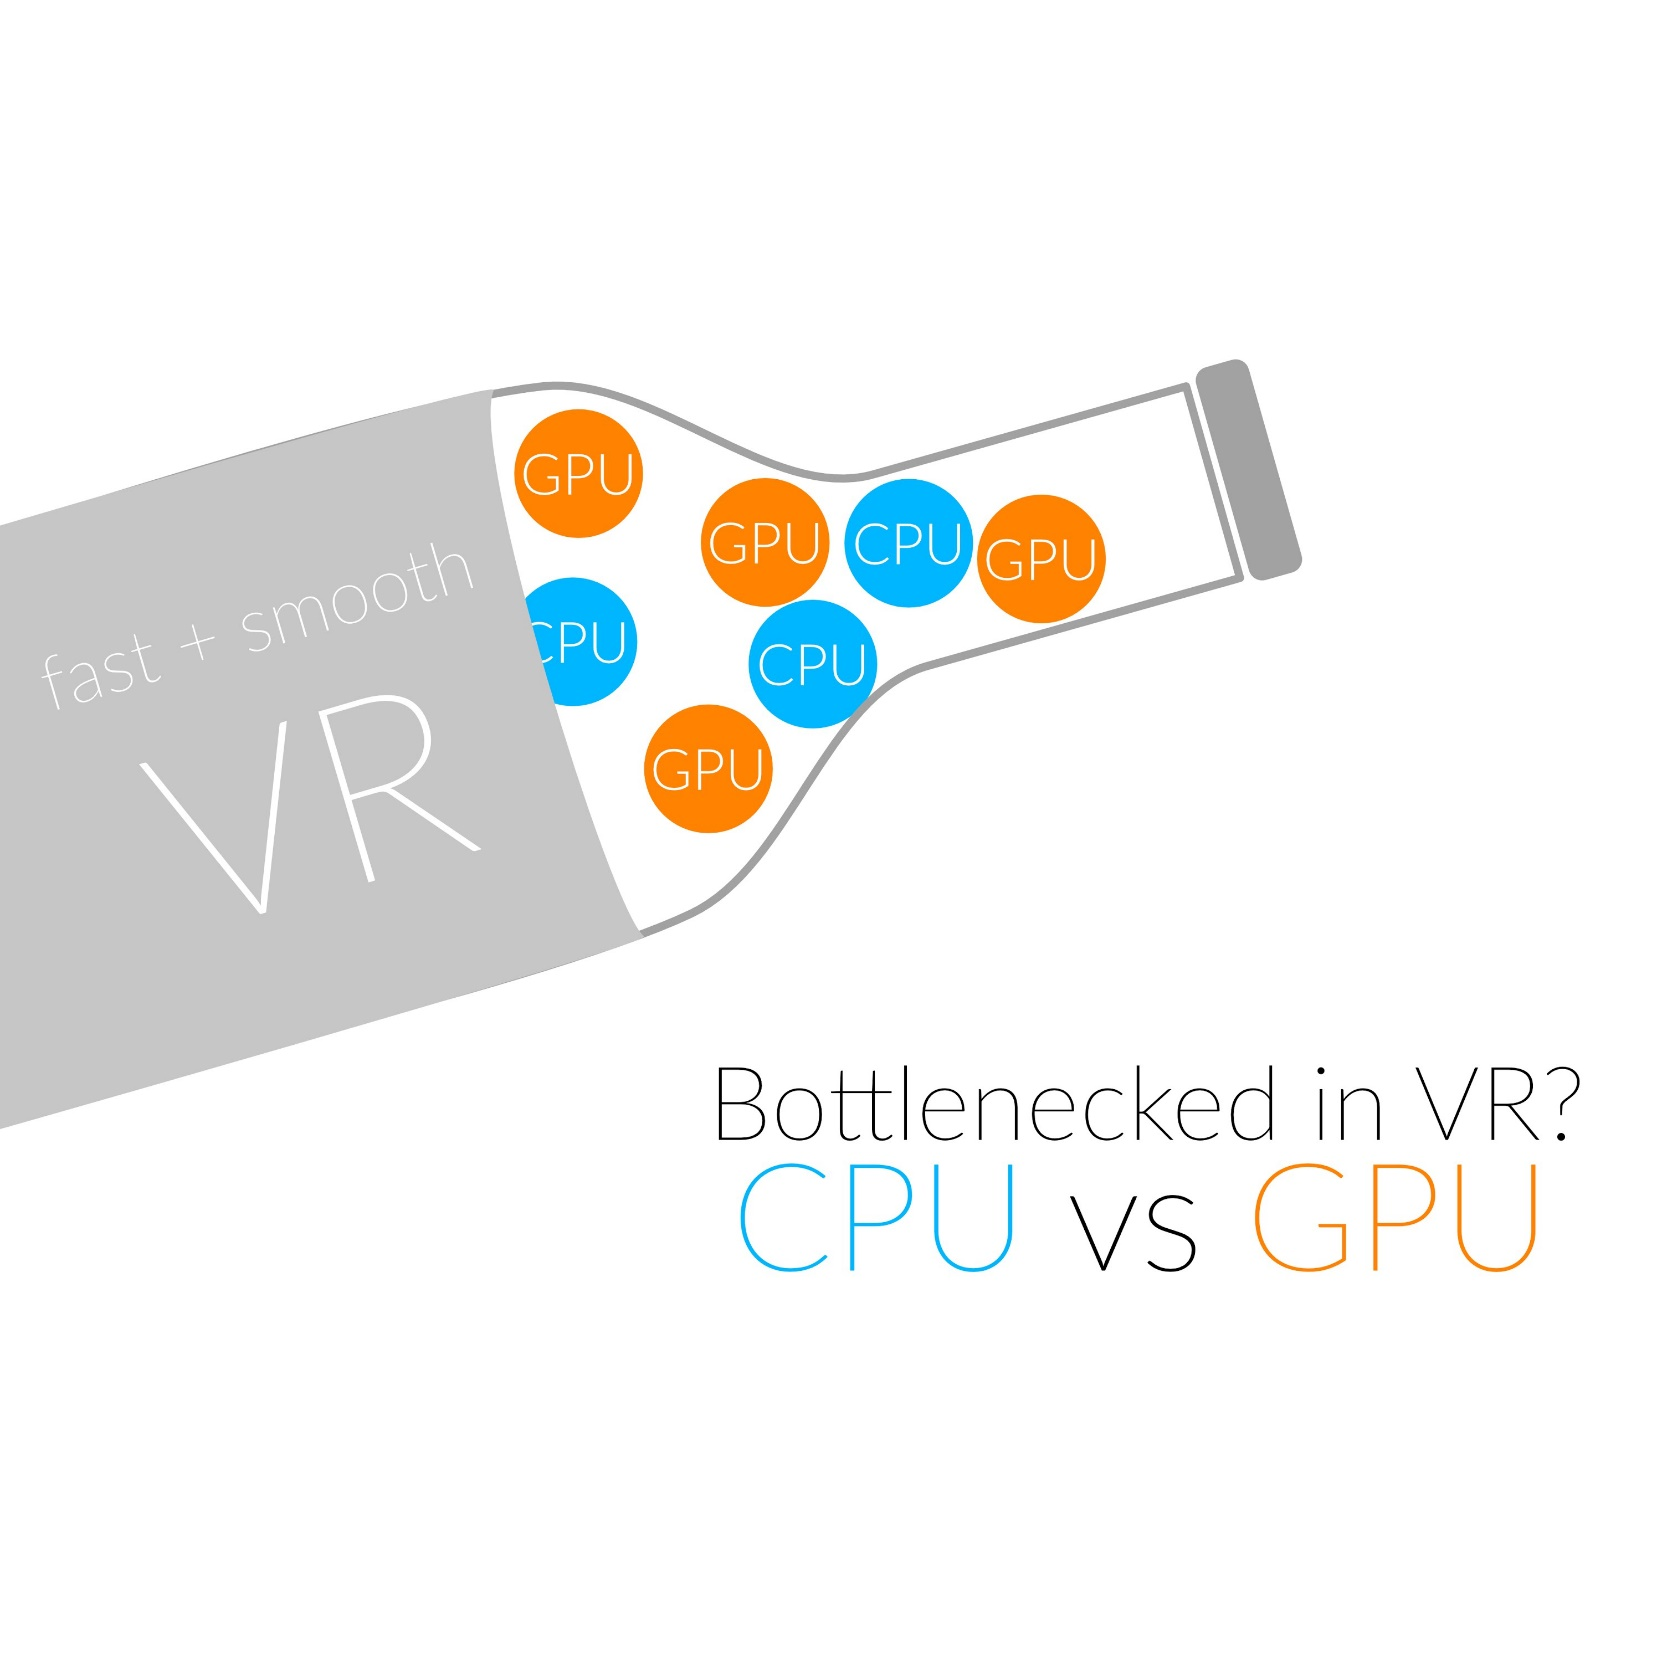 GPU
GPU
CPU
GPU
CPU
CPU
GPU
fast + smooth
VR
Bottlenecked in VR?
CPU vs GPU